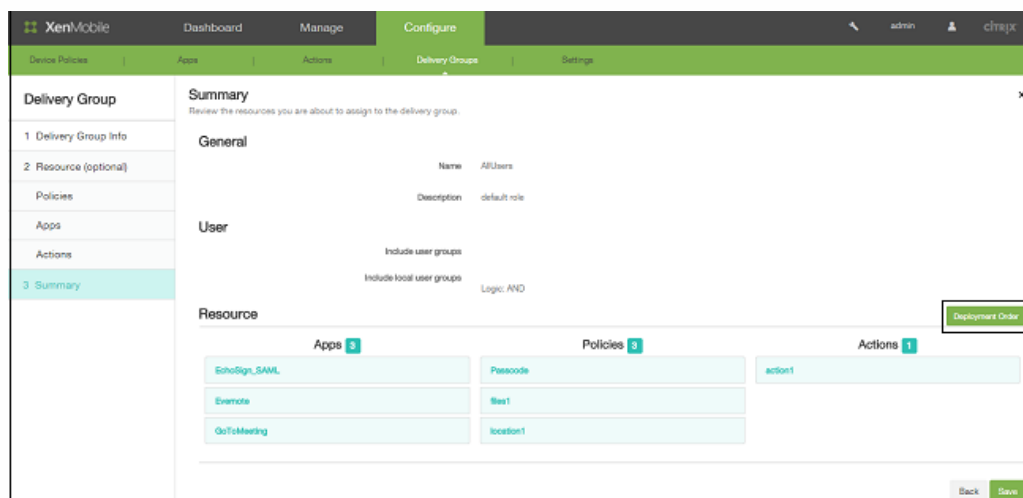 XenMobile Dashboard Manage Configure admin citrix
Device Policies | Apps | Actions | Delivery Groups | Settings
Delivery Group
1 Delivery Group Info
2 Resource (optional)
Policies
Apps
Actions
3 Summary
Summary
Review the resources you are about to assign to the delivery group.
General
Name AllUsers
Description default role
User
Include user groups
Include local user groups
Logic: AND
Resource
Deployment Order
Apps 3 Policies 3 Actions 1
EchoSign_SAML Passcode action1
Evernote files1
GoToMeeting location1
Back Save